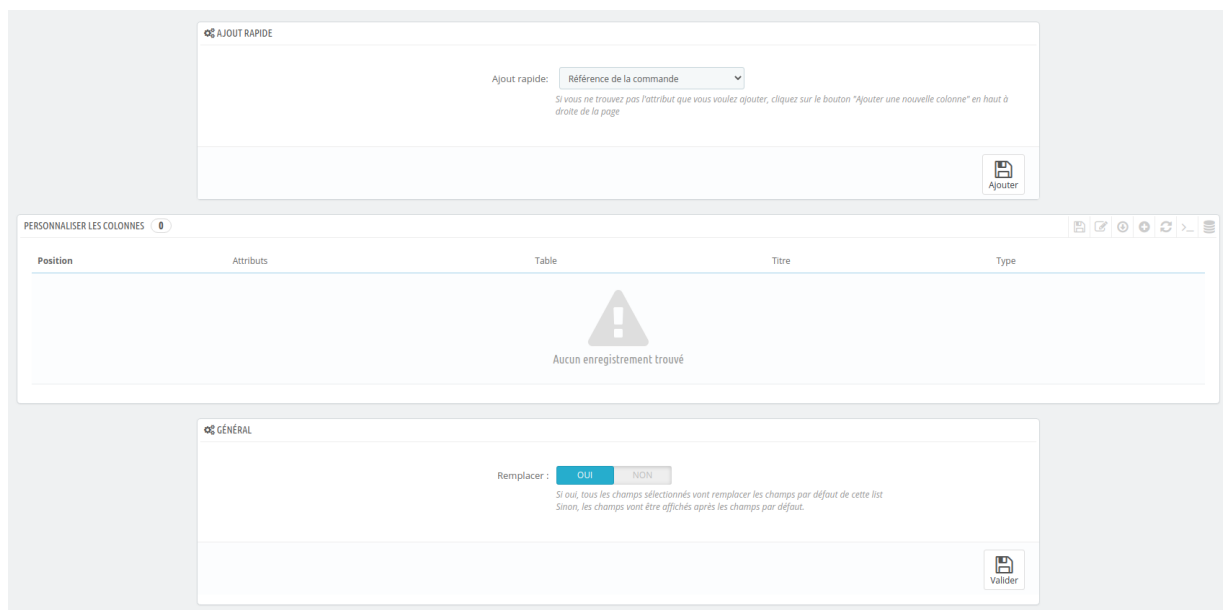 AJOUT RAPIDE
Ajout rapide: Référence de la commande
Si vous ne trouvez pas l'attribut que vous voulez ajouter, cliquez sur le bouton "Ajouter une nouvelle colonne" en haut à
droite de la page
Ajouter
PERSONNALISER LES COLONNES 0
Position Attributs Table Titre Type
Aucun enregistrement trouvé
GÉNÉRAL
Remplacer : OUI NON
Si oui, tous les champs sélectionnés vont remplacer les champs par défaut de cette list
Sinon, les champs vont être affichés après les champs par défaut.
Valider